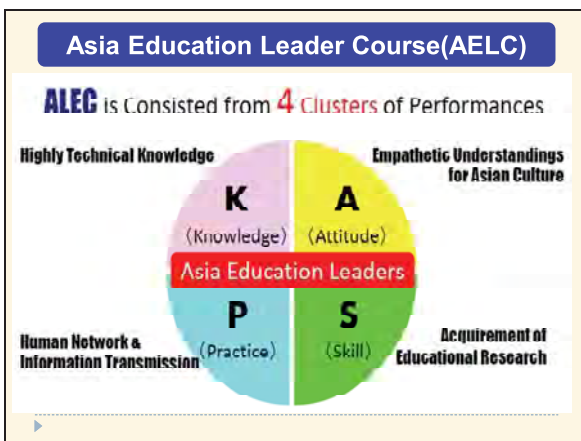 Asia Education Leader Course(AELC)
ALEC is Consisted from 4 Clusters of Performances
Highly Technical Knowledge
Empathetic Understandings
for Asian Culture
K
(Knowledge)
A
(Attitude)
Asia Education Leaders
P
(Practice)
S
(Skill)
Human Network &
Information Transmission
Acquirement of
Educational Research